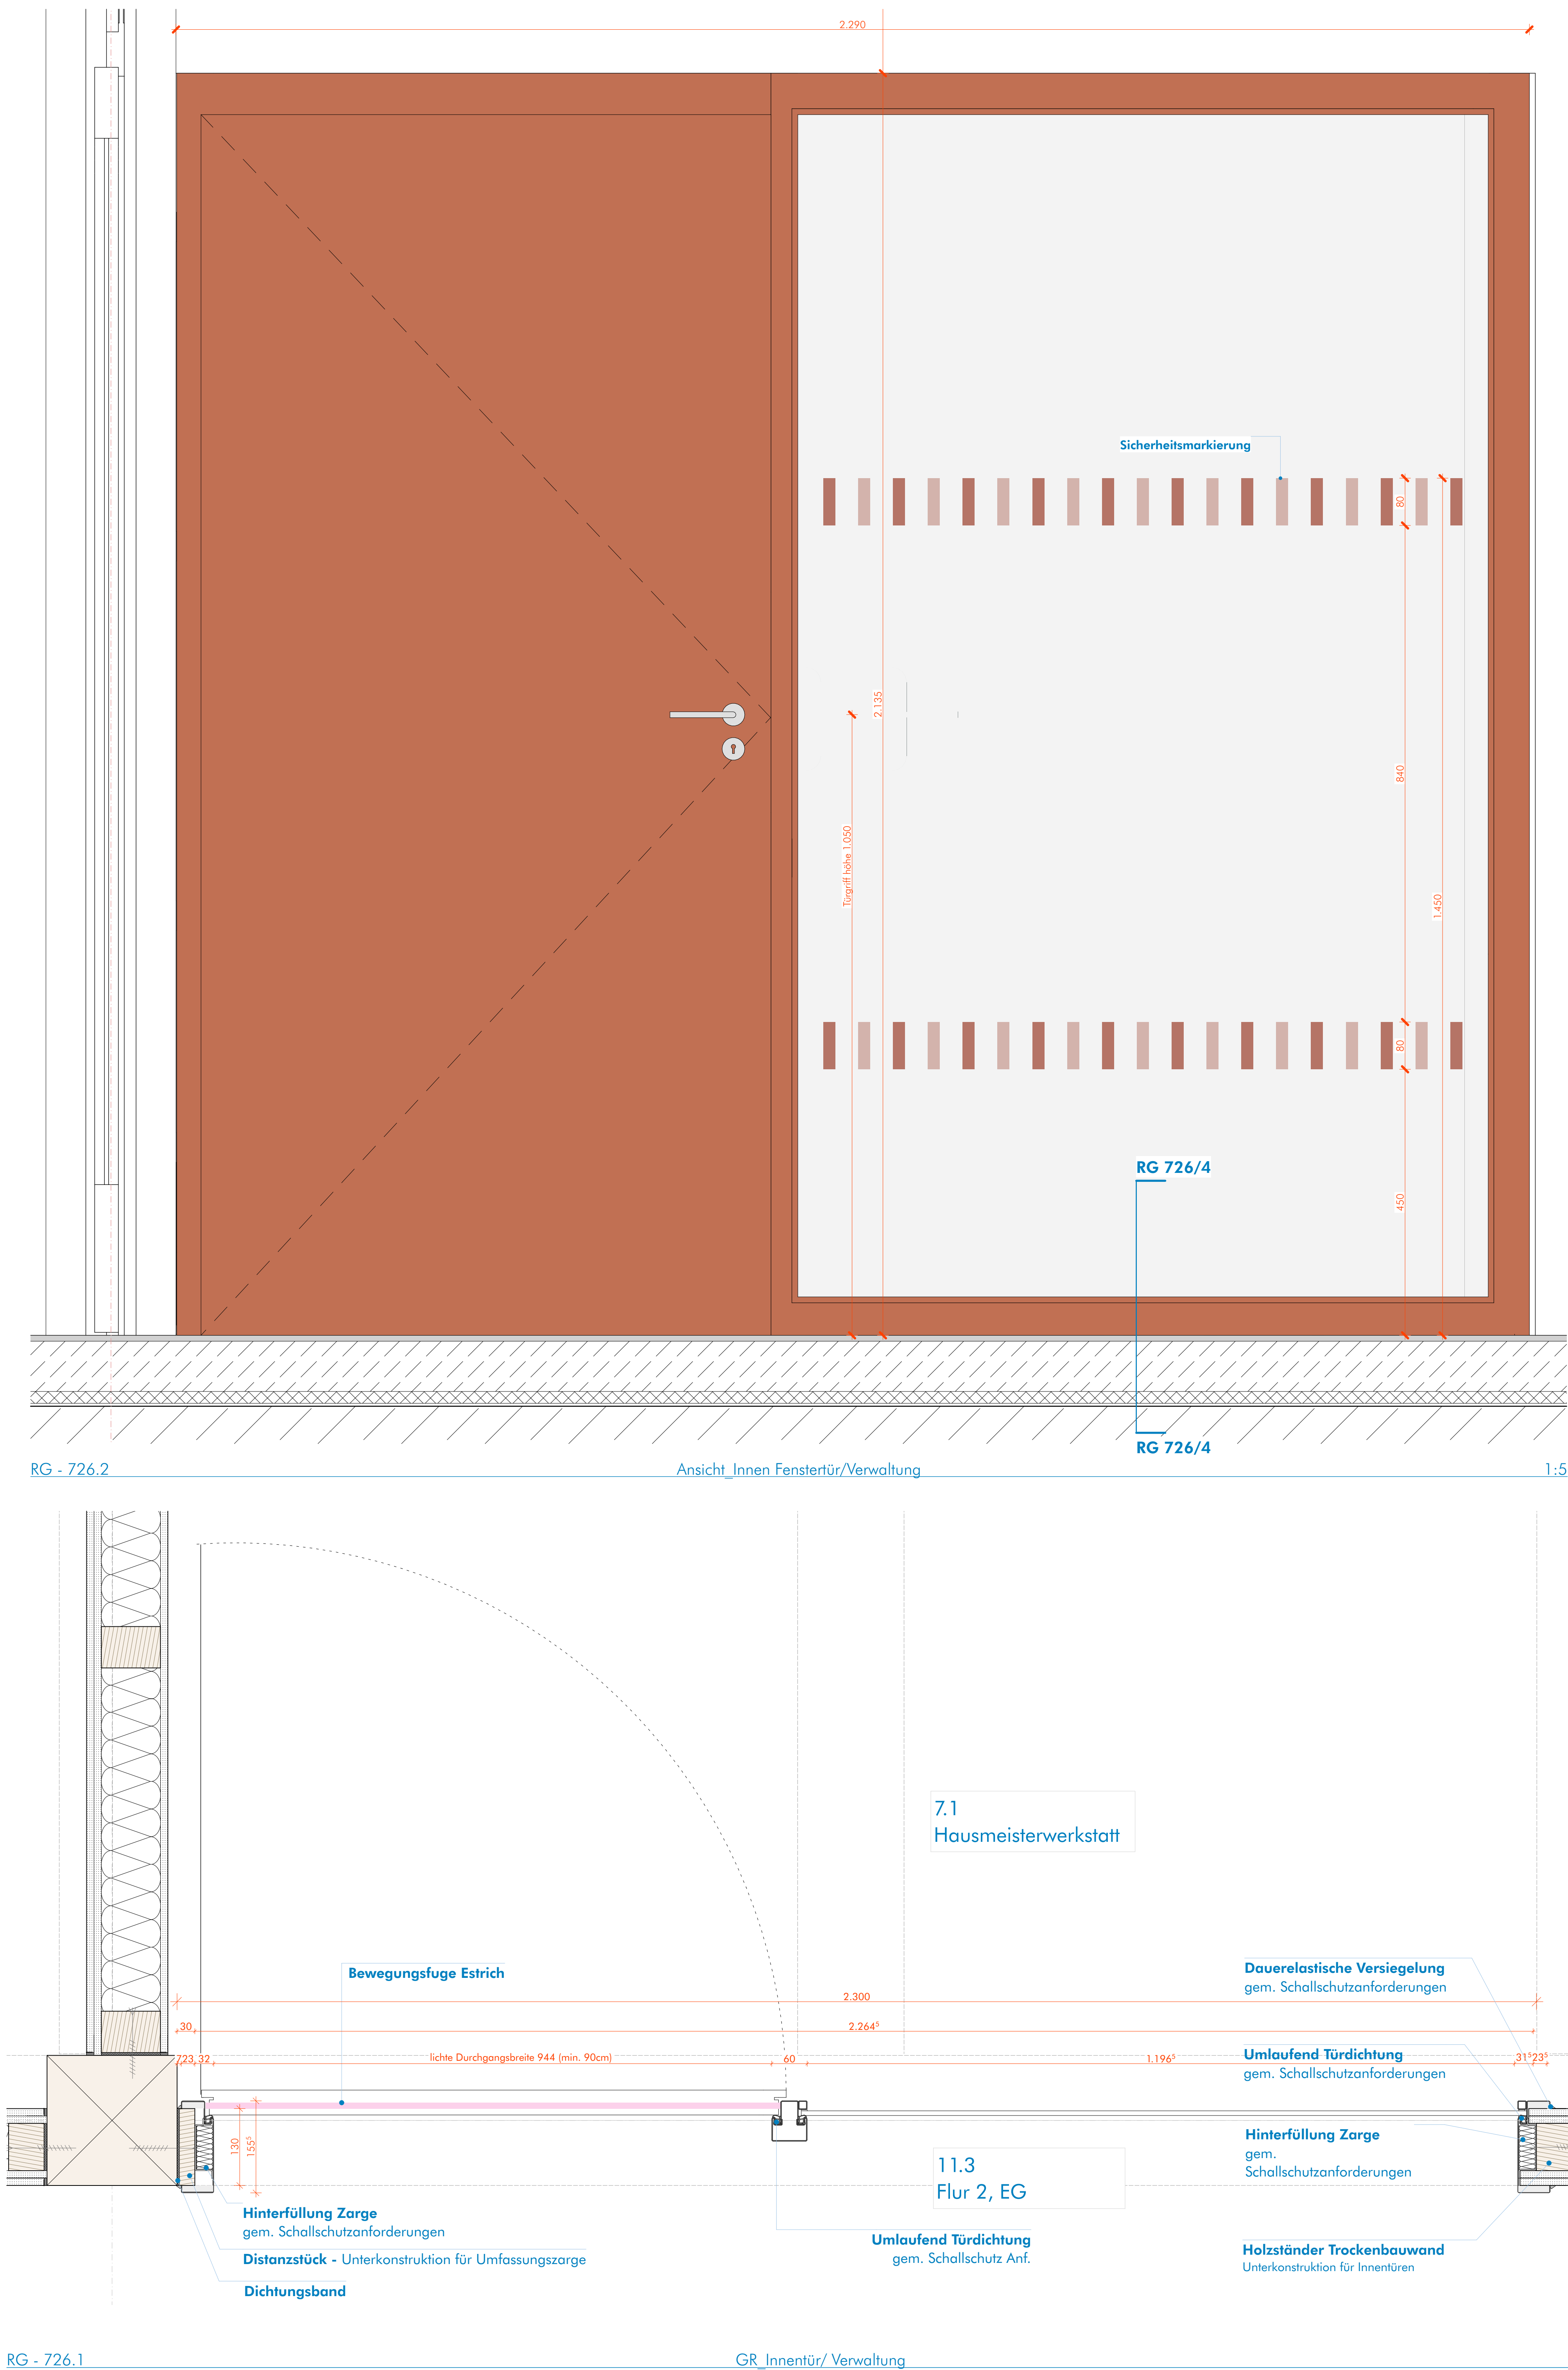 2.290
Sicherheitsmarkierung
80
2.135
840
Türgriff höhe 1.050
1.450
80
RG 726/4
450
RG 726/4
RG - 726.2
Ansicht_Innen Fenstertür/Verwaltung
1:5
7.1
Hausmeisterwerkstatt
Bewegungsfuge Estrich
Dauerelastische Versiegelung
gem. Schallschutzanforderungen
2.300
30
2.264⁵
23
32
lichte Durchgangsbreite 944 (min. 90cm)
60
1.196⁵
31⁵
23⁵
Umlaufend Türdichtung
gem. Schallschutzanforderungen
130
155⁵
Hinterfüllung Zarge
gem.
Schallschutzanforderungen
11.3
Flur 2, EG
Hinterfüllung Zarge
gem. Schallschutzanforderungen
Distanzstück - Unterkonstruktion für Umfassungszarge
Dichtungsband
Umlaufend Türdichtung
gem. Schallschutz Anf.
Holzständer Trockenbauwand
Unterkonstruktion für Innentüren
RG - 726.1
GR_Innentür/ Verwaltung